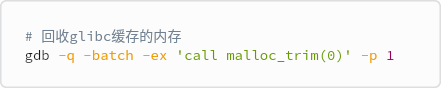 # 回收glibc缓存的内存
gdb -q -batch -ex 'call malloc_trim(0)' -p 1